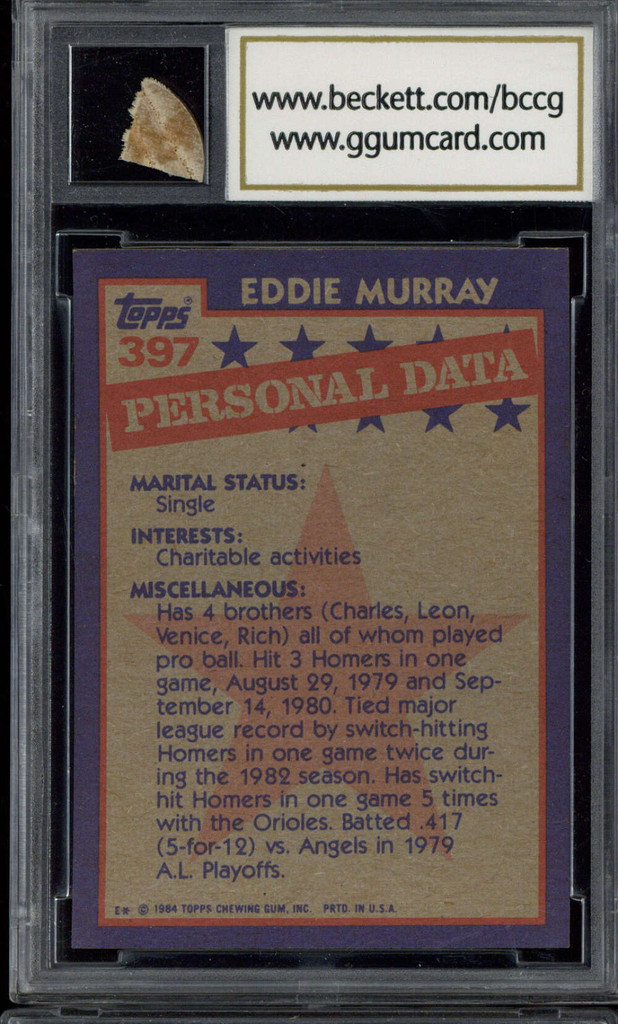 www.beckett.com/bccg
www.ggumcard.com
EDDIE MURRAY
Topps®
397
PERSONAL DATA
MARITAL STATUS:
Single
INTERESTS:
Charitable activities
MISCELLANEOUS:
Has 4 brothers (Charles, Leon,
Venice, Rich) all of whom played
pro ball. Hit 3 Homers in one
game, August 29, 1979 and Sep-
tember 14, 1980. Tied major
league record by switch-hitting
Homers in one game twice dur-
ing the 1982 season. Has switch-
hit Homers in one game 5 times
with the Orioles. Batted .417
(5-for-12) vs. Angels in 1979
A.L. Playoffs.
E* © 1984 TOPPS CHEWING GUM, INC. PRTD. IN U.S.A.